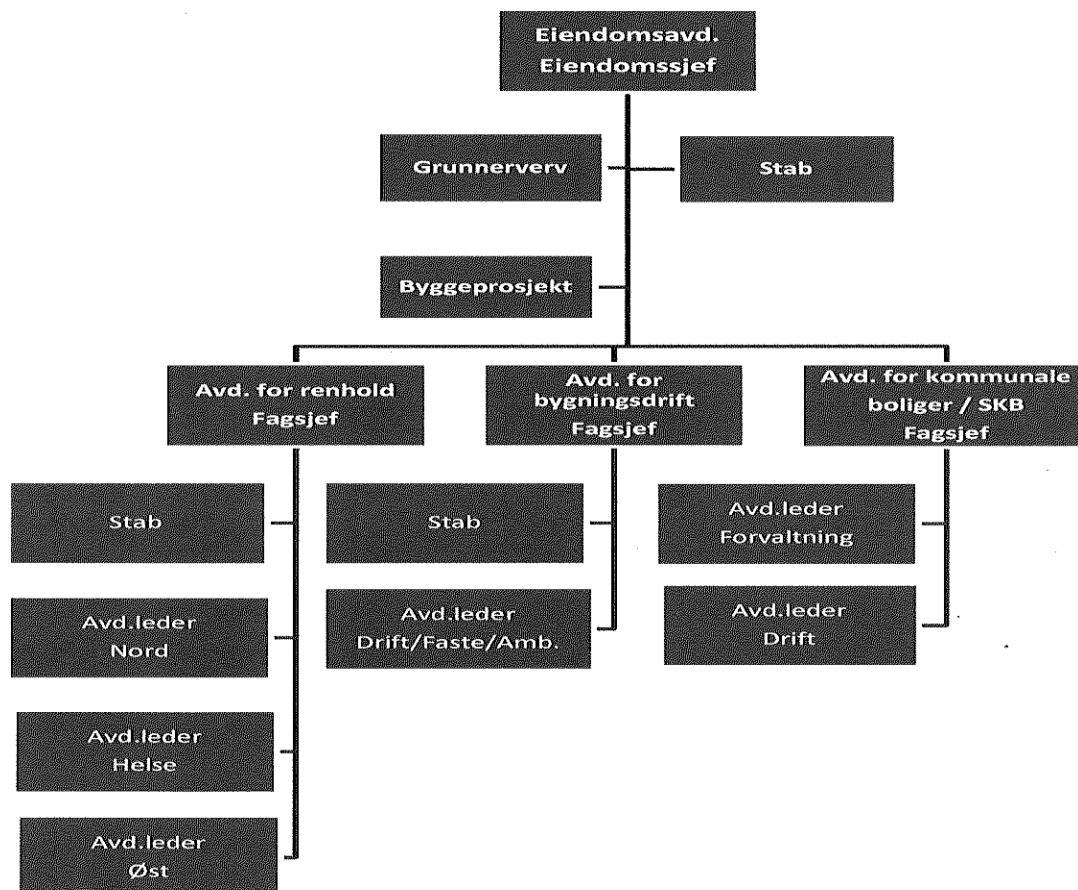 Eiendomsavd.
Eiendomssjef
Grunnerverv
Stab
Byggeprosjekt
Avd. for renhold
Fagsjef
Avd. for
bygningsdrift
Fagsjef
Avd. for kommunale
boliger / SKB
Fagsjef
Stab
Avd.leder
Nord
Avd.leder
Helse
Avd.leder
Øst
Stab
Avd.leder
Drift/Faste/Amb.
Avd.leder
Forvaltning
Avd.leder
Drift